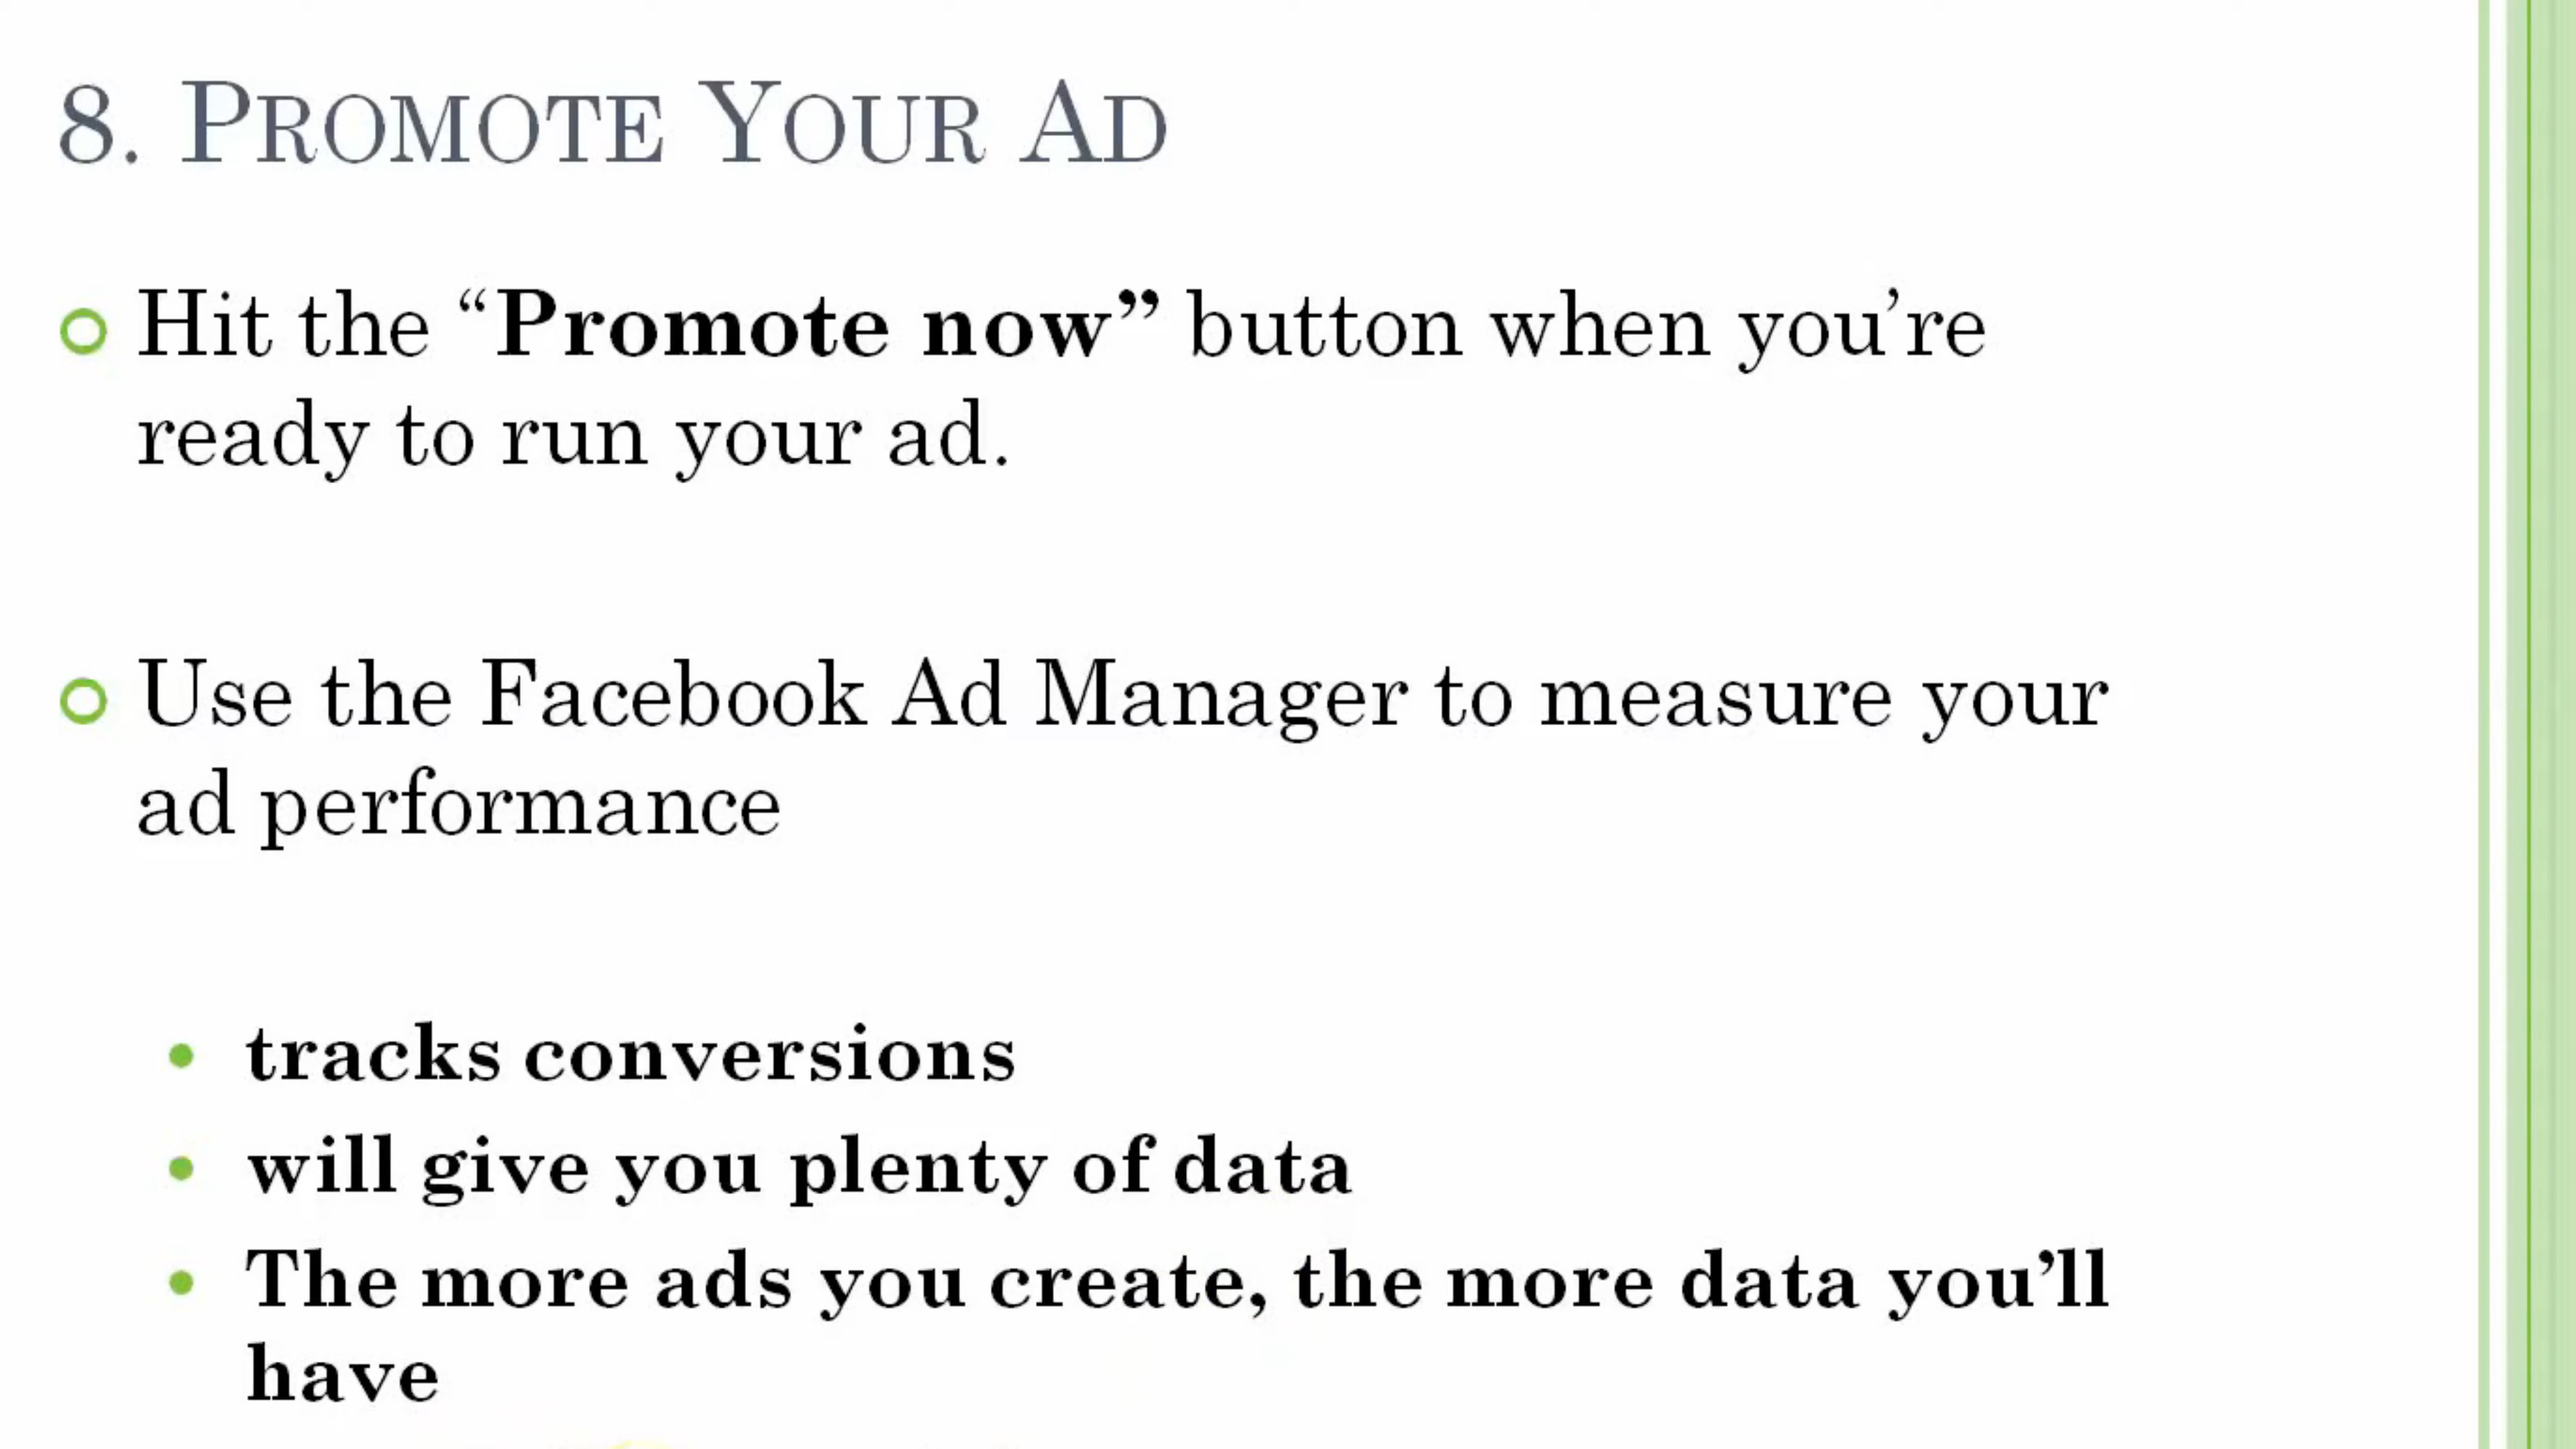 8. PROMOTE YOUR AD
Hit the “Promote now” button when you’re
ready to run your ad.
Use the Facebook Ad Manager to measure your
ad performance
• tracks conversions
• will give you plenty of data
• The more ads you create, the more data you’ll
have